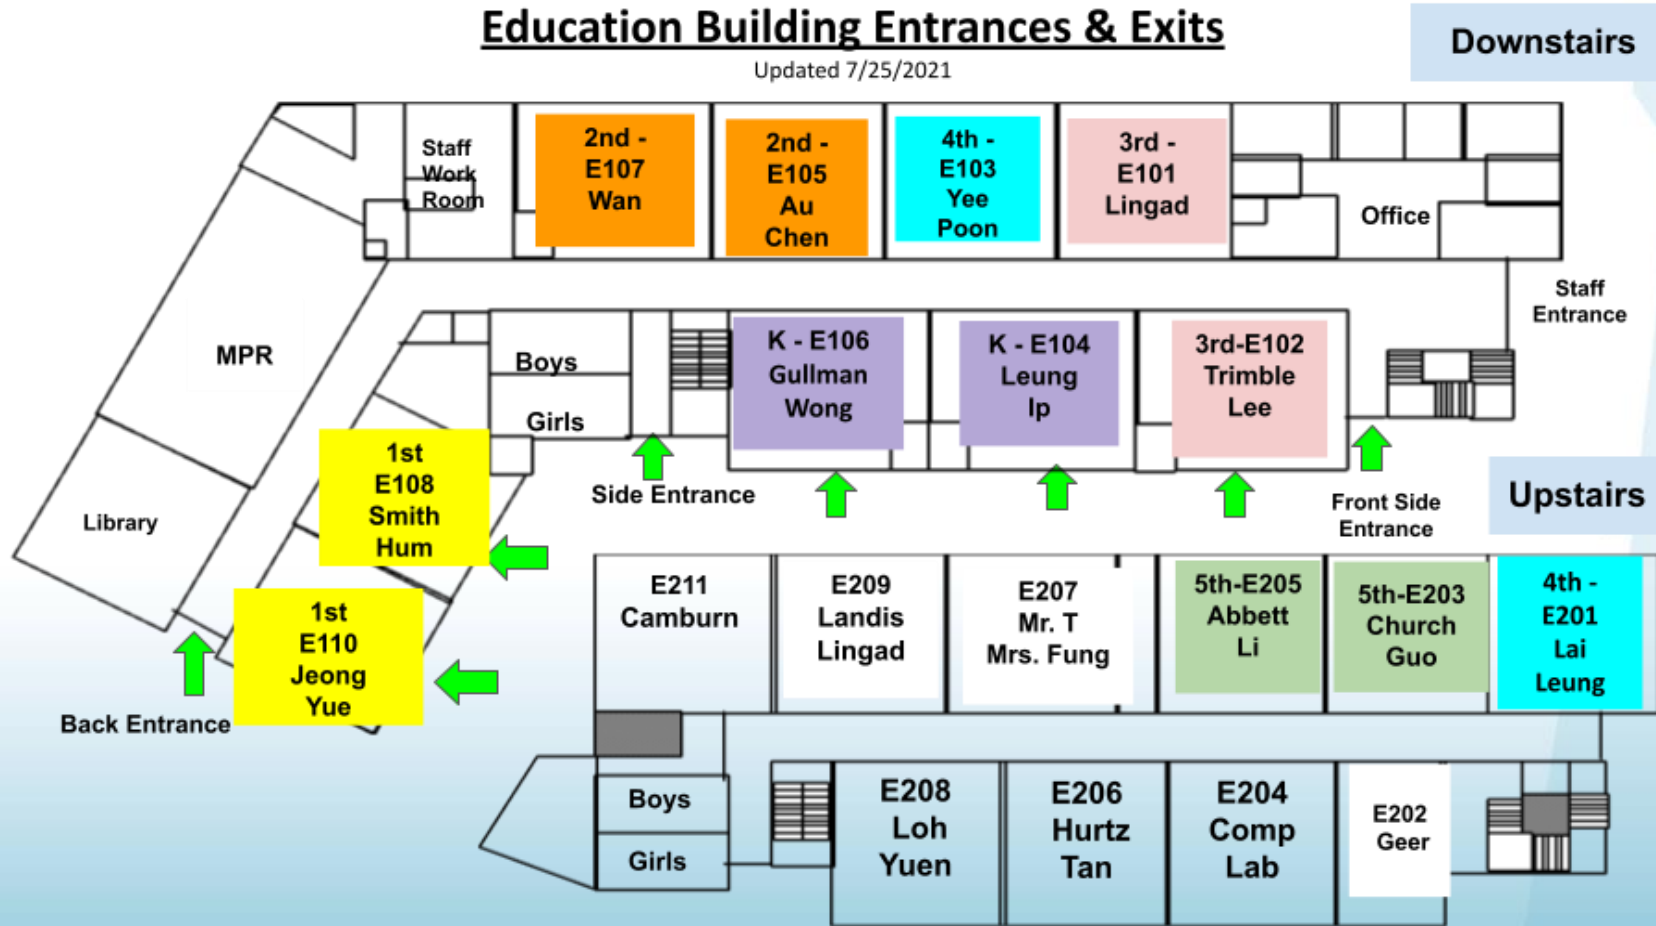 Education Building Entrances & Exits
Updated 7/25/2021
Downstairs
Staff
Work
Room
2nd -
E107
Wan
2nd -
E105
Au
Chen
4th -
E103
Yee
Poon
3rd -
E101
Lingad
Office
Staff
Entrance
MPR
Boys
Girls
K - E106
Gullman
Wong
K - E104
Leung
Ip
3rd-E102
Trimble
Lee
Library
1st
E108
Smith
Hum
Side Entrance
Front Side
Entrance
1st
E110
Jeong
Yue
Back Entrance
Upstairs
E211
Camburn
E209
Landis
Lingad
E207
Mr. T
Mrs. Fung
5th-E205
Abbett
Li
5th-E203
Church
Guo
4th -
E201
Lai
Leung
Boys
Girls
E208
Loh
Yuen
E206
Hurtz
Tan
E204
Comp
Lab
E202
Geer